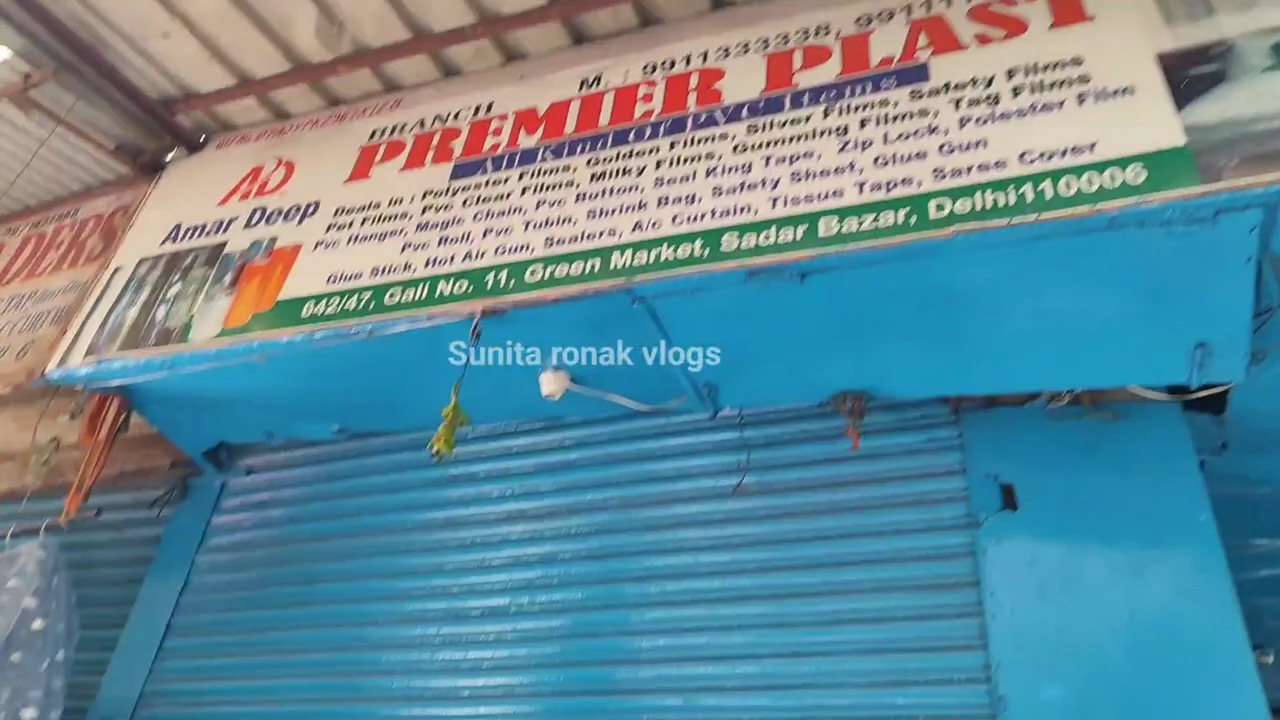 M. : 9911333338, 99111
BRANCH
PREMIER PLAST
All Kind Of PVC Items
AD
Amar Deep
Deals in : Polyester Films, Golden Films, Silver Films, Safety Films
Pet Films, Pvc Clear Films, Milky Films, Gumming Films, Tag Films
Pvc Hanger, Magic Chain, Pvc Button, Seal King Tape, Zip Lock, Polester Film
Pvc Roll, Pvc Tubin, Shrink Bag, Safety Sheet, Glue Gun
Glue Stick, Hot Air Gun, Sealers, A/c Curtain, Tissue Tape, Saree Cover
642/47, Gali No. 11, Green Market, Sadar Bazar, Delhi110006
DERS
Sunita ronak vlogs